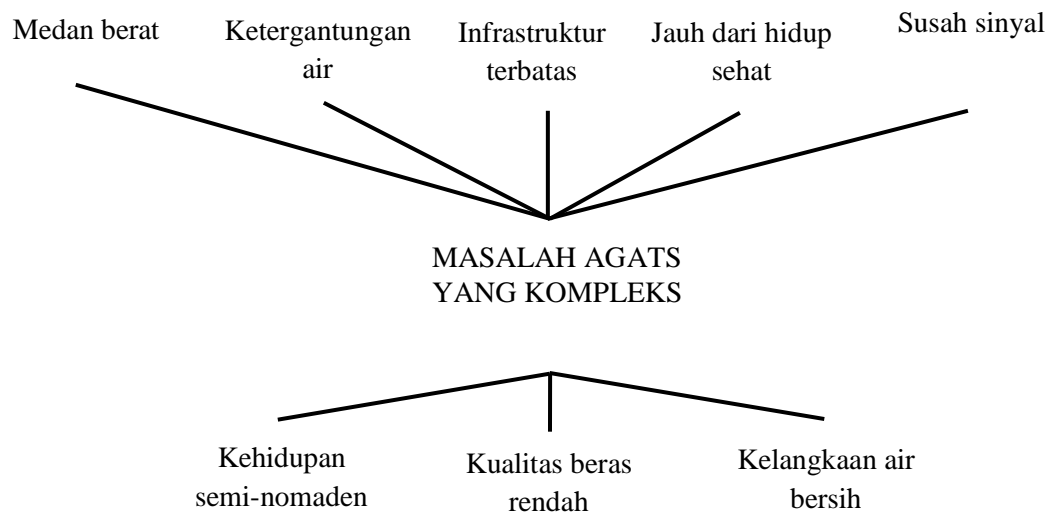 Medan berat
Ketergantungan
air
Infrastruktur
terbatas
Jauh dari hidup
sehat
Susah sinyal
MASALAH AGATS
YANG KOMPLEKS
Kehidupan
semi-nomaden
Kualitas beras
rendah
Kelangkaan air
bersih